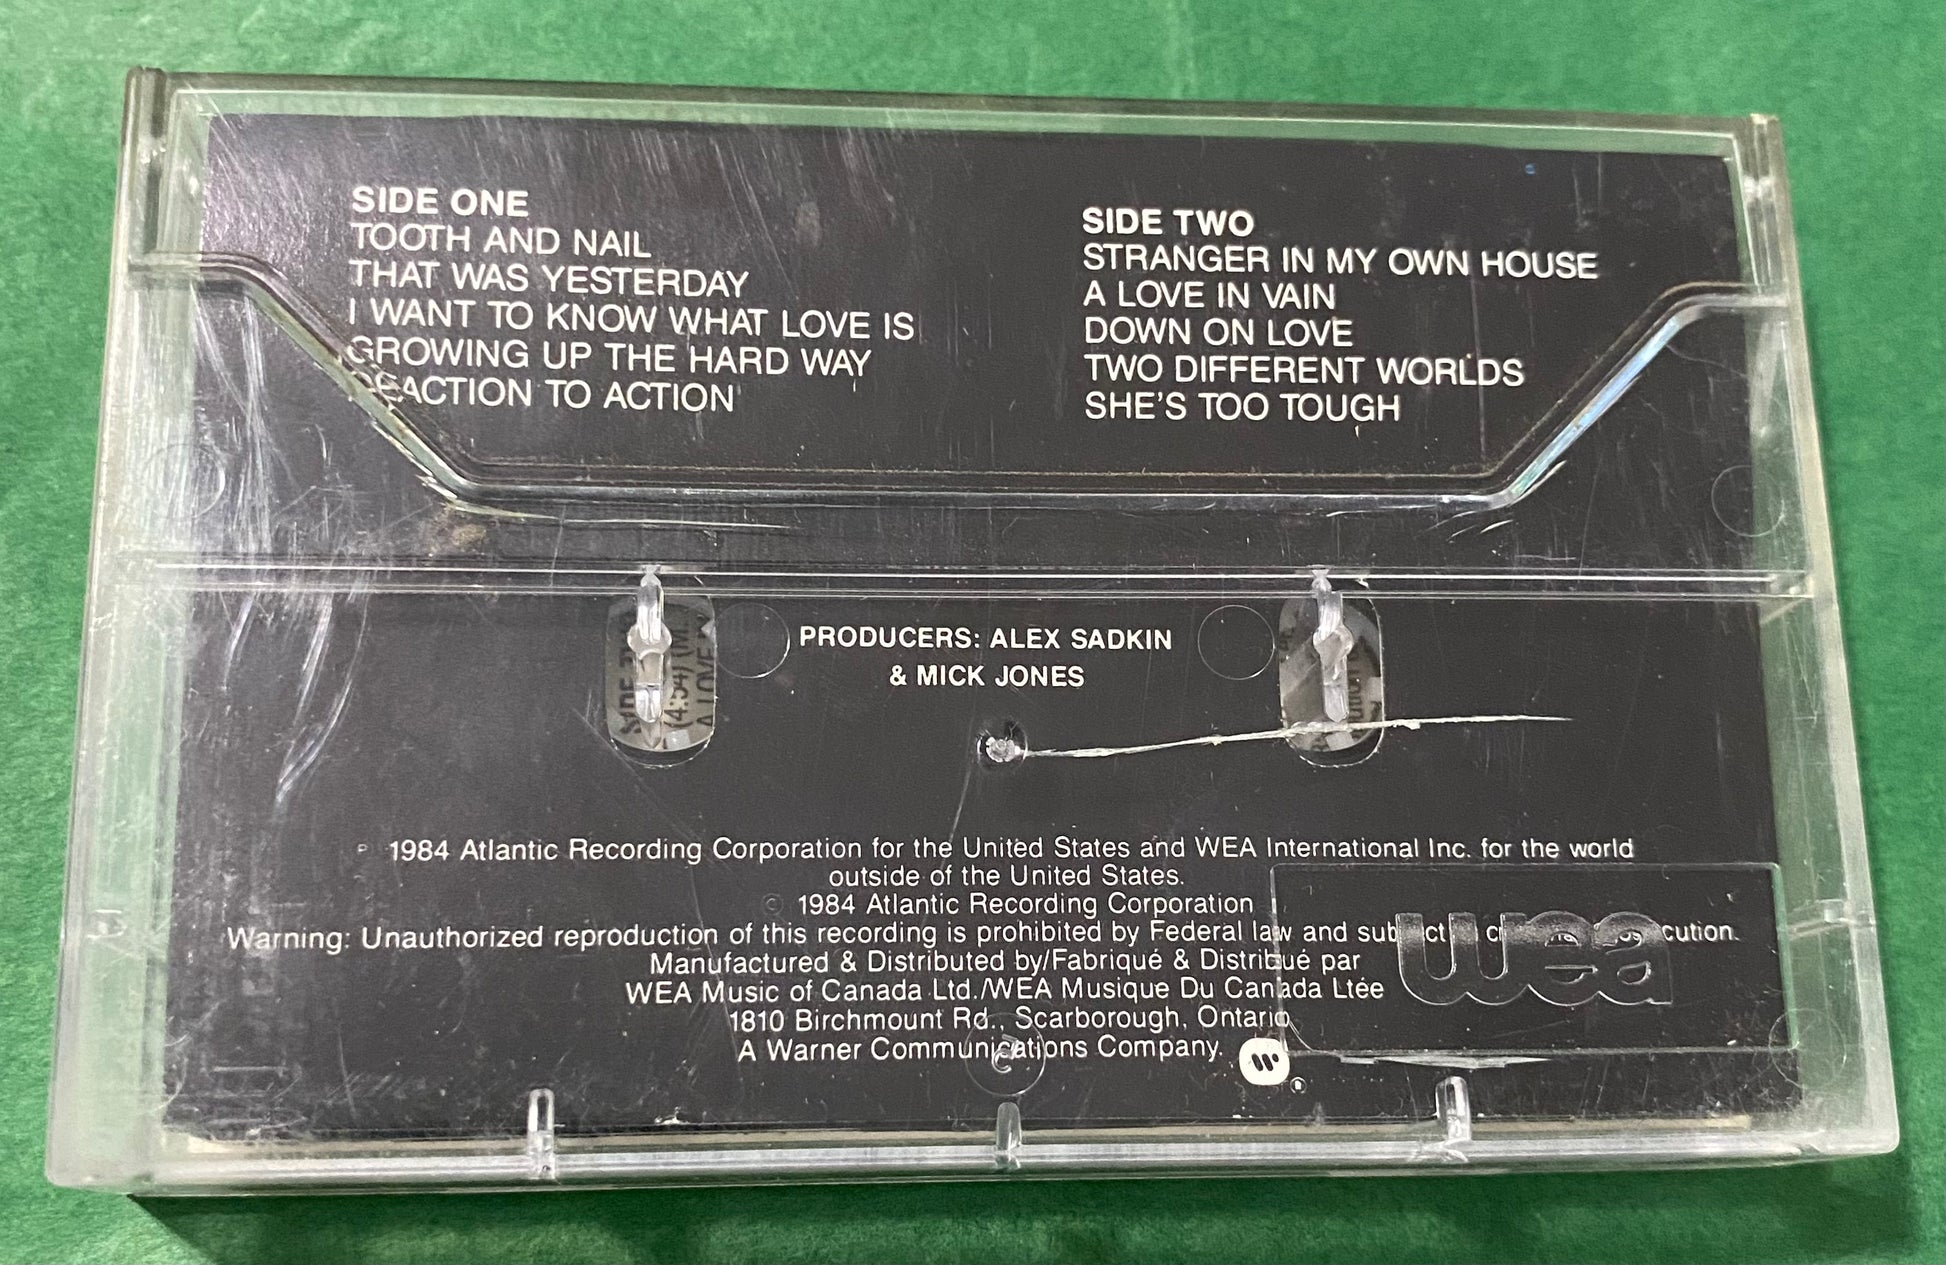 SIDE ONE
TOOTH AND NAIL
THAT WAS YESTERDAY
I WANT TO KNOW WHAT LOVE IS
GROWING UP THE HARD WAY
REACTION TO ACTION
SIDE TWO
STRANGER IN MY OWN HOUSE
A LOVE IN VAIN
DOWN ON LOVE
TWO DIFFERENT WORLDS
SHE'S TOO TOUGH
PRODUCERS: ALEX SADKIN
& MICK JONES
(4:54) (M.
A LOVE
℗ 1984 Atlantic Recording Corporation for the United States and WEA International Inc. for the world
outside of the United States.
© 1984 Atlantic Recording Corporation
Warning: Unauthorized reproduction of this recording is prohibited by Federal law and subject
Manufactured & Distributed by/Fabriqué & Distribué par
WEA Music of Canada Ltd./WEA Musique Du Canada Ltée
1810 Birchmount Rd., Scarborough, Ontario
A Warner Communications Company.
W
®
wea